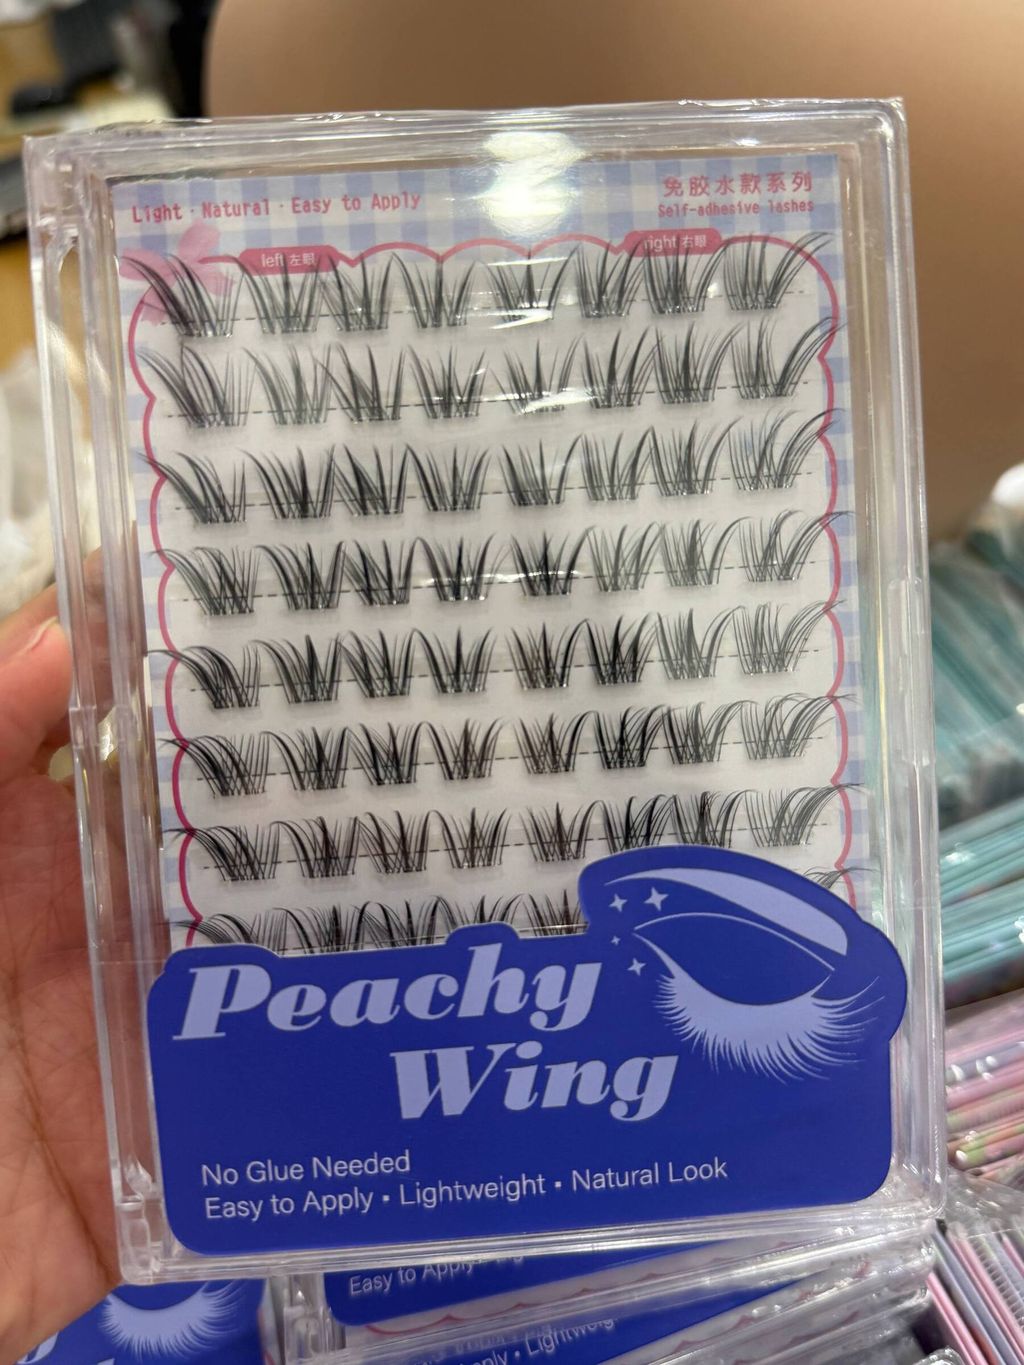 Light · Natural · Easy to Apply
免胶水款系列
Self-adhesive lashes
left 左眼
right 右眼
Peachy
Wing
No Glue Needed
Easy to Apply ▪ Lightweight ▪ Natural Look
Easy to Apply
Lightweig